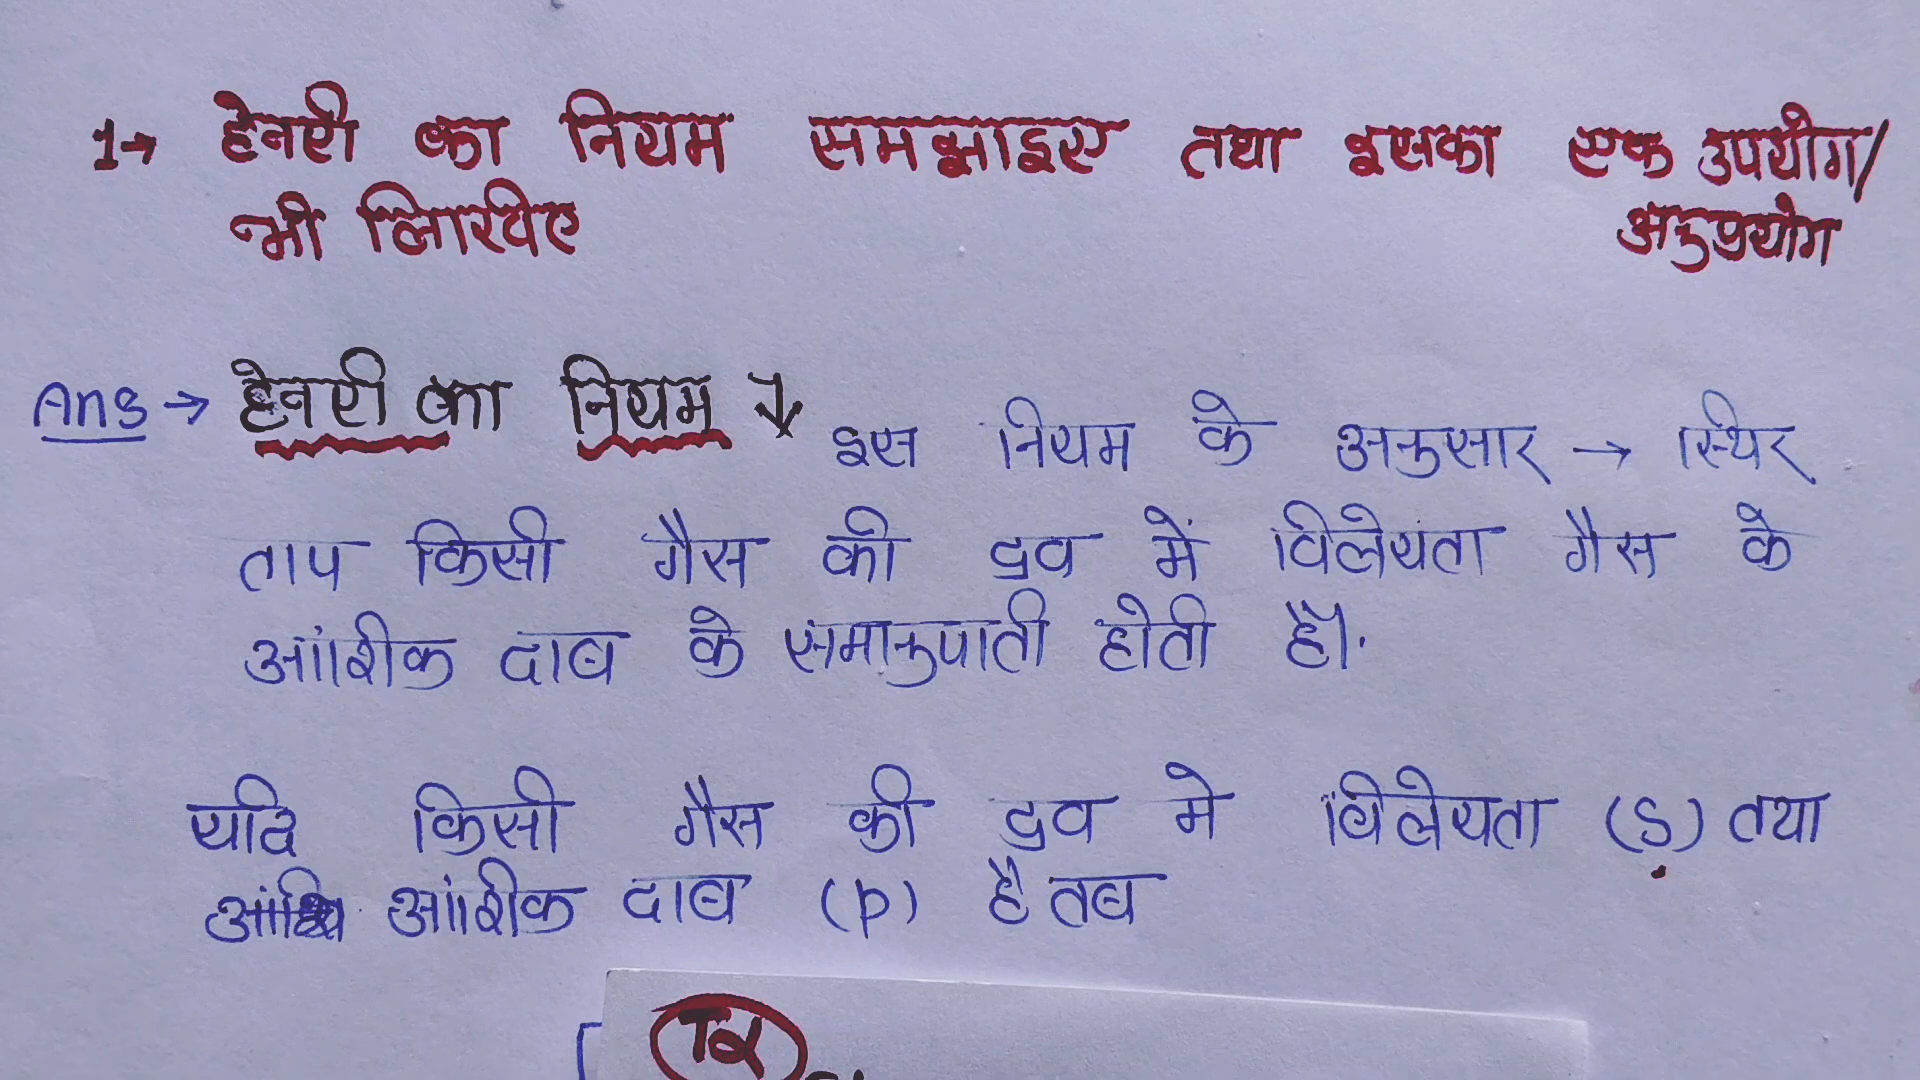 1→ हेनरी का नियम समझाइए तथा इसका एक उपयोग/
अनुप्रयोग
भी लिखिए
Ans → हेनरी का नियम
इस नियम के अनुसार → स्थिर
ताप किसी गैस की द्रव में विलेयता गैस के
आंशीक दाब के समानुपाती होती है।
यदि किसी गैस की द्रव मे विलेयता (S) तथा
आंशीक दाब (p) है तब